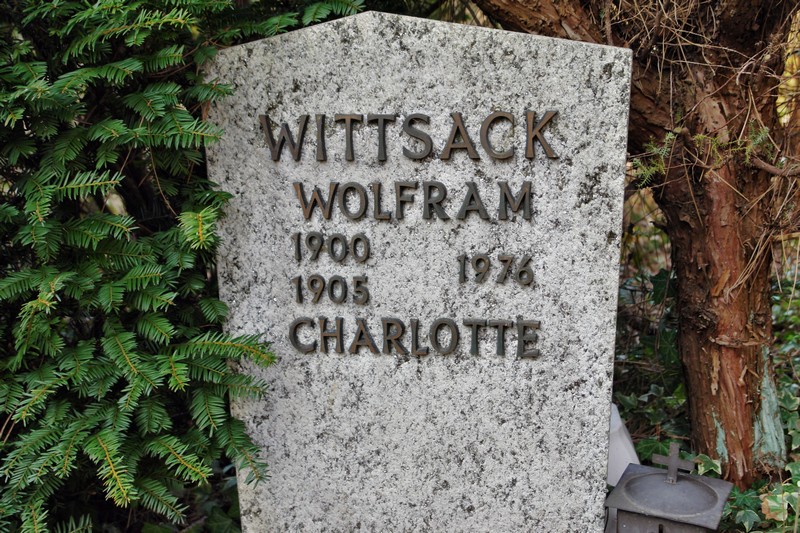 WITTSACK
WOLFRAM
1900
1976
1905
CHARLOTTE